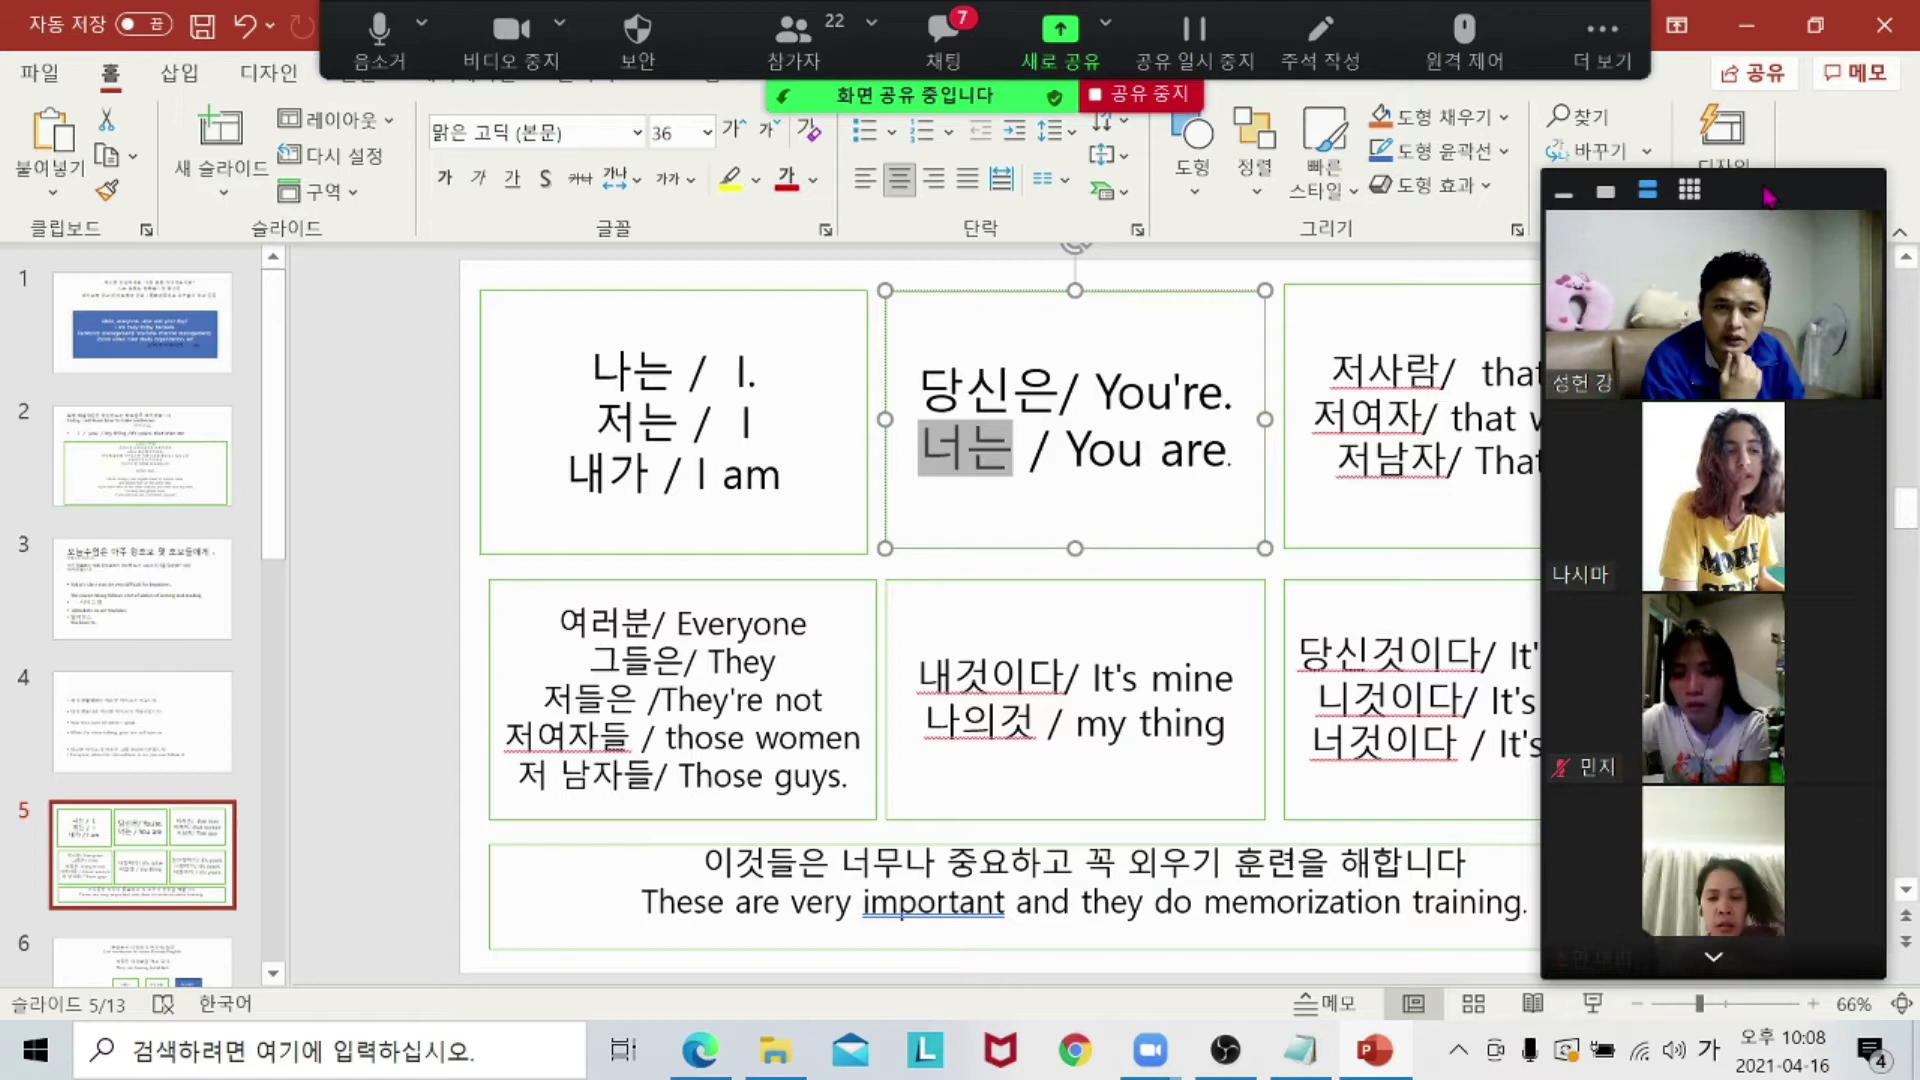 자동 저장 끔
음소거
비디오 중지
보안
22
참가자
7
채팅
새로 공유
공유 일시 중지
주석 작성
원격 제어
더 보기
화면 공유 중입니다
공유 중지
파일
홈
삽입
디자인
공유
메모
붙여넣기
클립보드
새 슬라이드
레이아웃
다시 설정
구역
슬라이드
맑은 고딕 (본문)
36
글꼴
단락
도형
정렬
빠른
스타일
도형 채우기
도형 윤곽선
도형 효과
그리기
찾기
바꾸기
1
2
3
4
5
6
나는 / I.
저는 / I
내가 / I am
당신은/ You're.
너는 / You are.
저사람/ that
저여자/ that w
저남자/ That
여러분/ Everyone
그들은/ They
저들은 /They're not
저여자들 / those women
저 남자들/ Those guys.
내것이다/ It's mine
나의것 / my thing
당신것이다/ It'
니것이다/ It's
너것이다 / It's
이것들은 너무나 중요하고 꼭 외우기 훈련을 해합니다
These are very important and they do memorization training.
성헌 강
나시마
민지
슬라이드 5/13
한국어
메모
66%
검색하려면 여기에 입력하십시오.
가
오후 10:08
2021-04-16
4